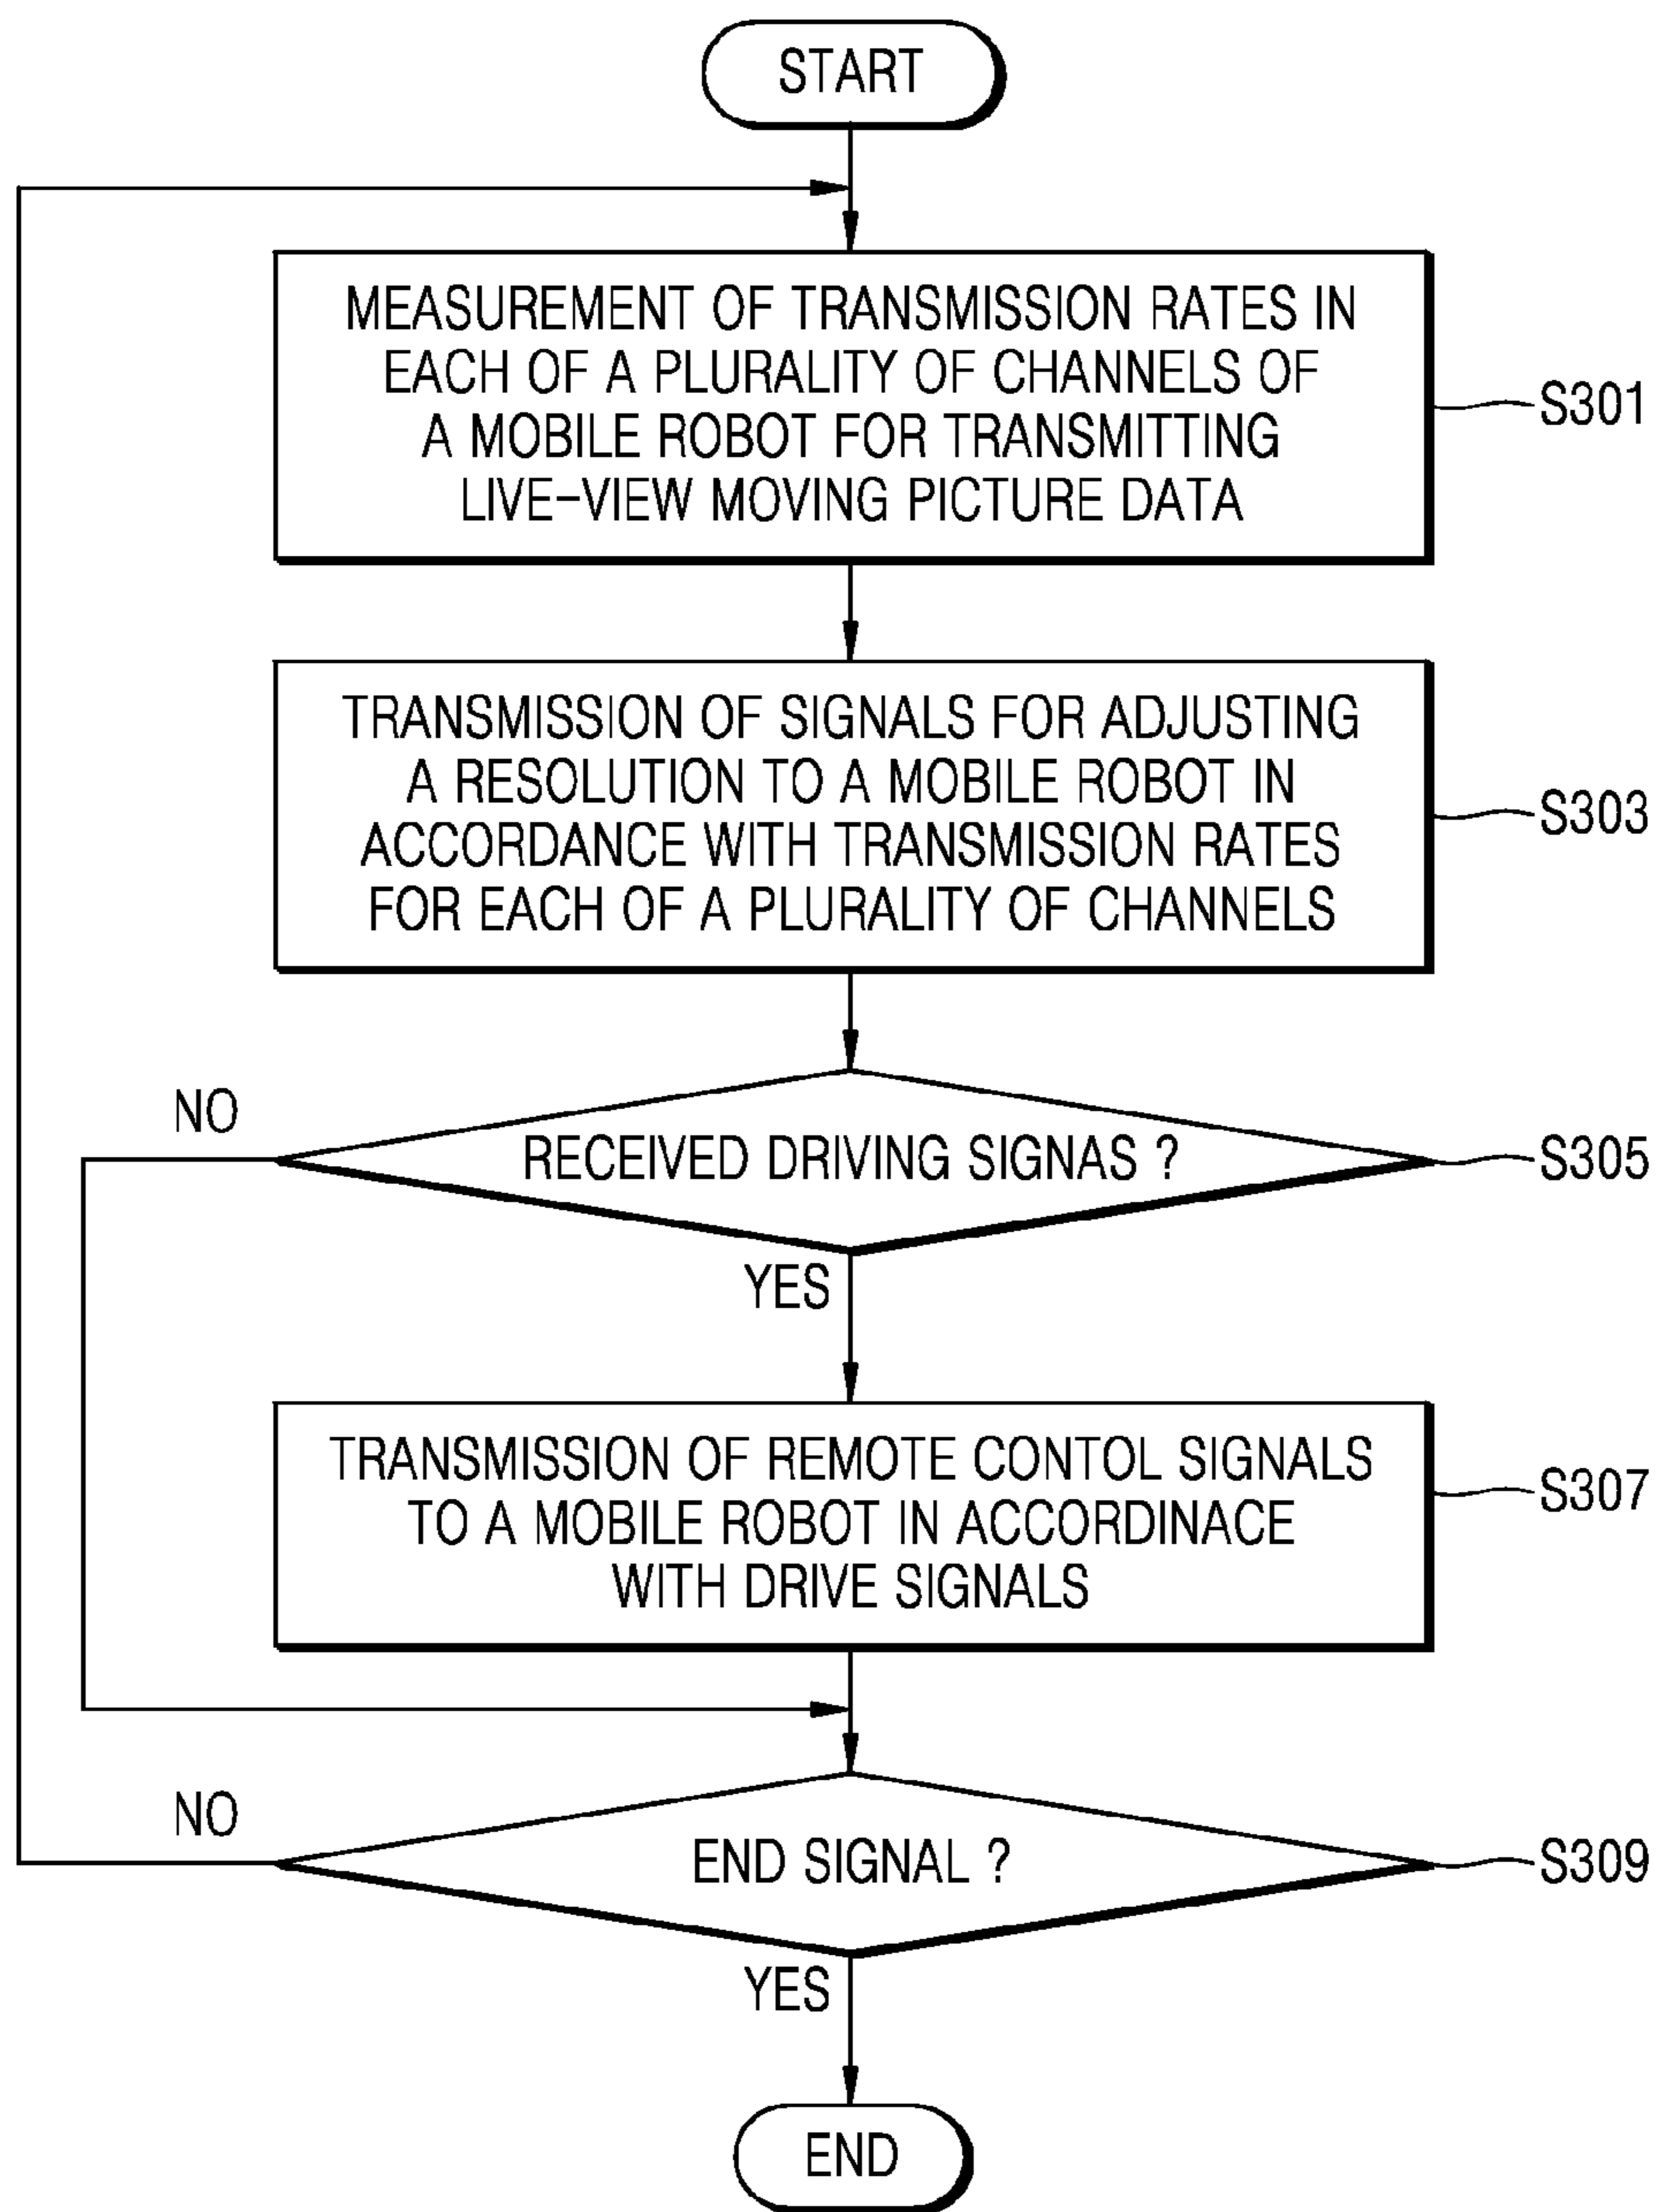 START
MEASUREMENT OF TRANSMISSION RATES IN
EACH OF A PLURALITY OF CHANNELS OF
A MOBILE ROBOT FOR TRANSMITTING
LIVE-VIEW MOVING PICTURE DATA
S301
TRANSMISSION OF SIGNALS FOR ADJUSTING
A RESOLUTION TO A MOBILE ROBOT IN
ACCORDANCE WITH TRANSMISSION RATES
FOR EACH OF A PLURALITY OF CHANNELS
S303
NO
RECEIVED DRIVING SIGNAS ?
S305
YES
TRANSMISSION OF REMOTE CONTOL SIGNALS
TO A MOBILE ROBOT IN ACCORDINACE
WITH DRIVE SIGNALS
S307
NO
END SIGNAL ?
S309
YES
END